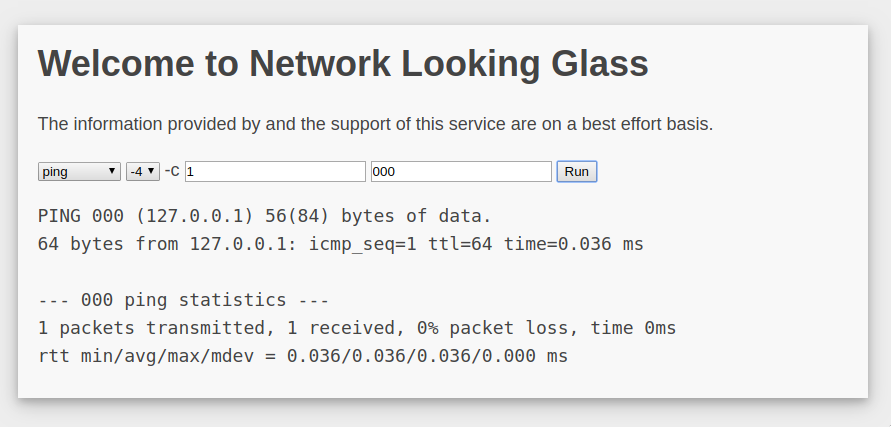 Welcome to Network Looking Glass
The information provided by and the support of this service are on a best effort basis.
ping -4 -c 1 000 Run
PING 000 (127.0.0.1) 56(84) bytes of data.
64 bytes from 127.0.0.1: icmp_seq=1 ttl=64 time=0.036 ms
--- 000 ping statistics ---
1 packets transmitted, 1 received, 0% packet loss, time 0ms
rtt min/avg/max/mdev = 0.036/0.036/0.036/0.000 ms